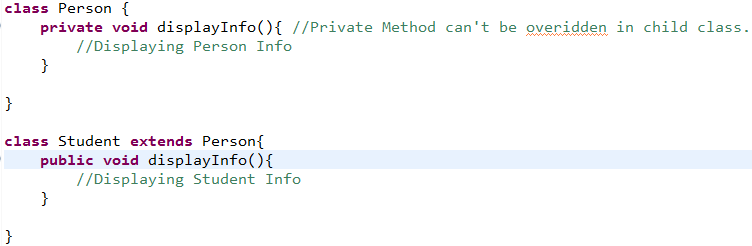 class Person {
private void displayInfo(){ //Private Method can't be overidden in child class.
//Displaying Person Info
}
}
class Student extends Person{
public void displayInfo(){
//Displaying Student Info
}
}